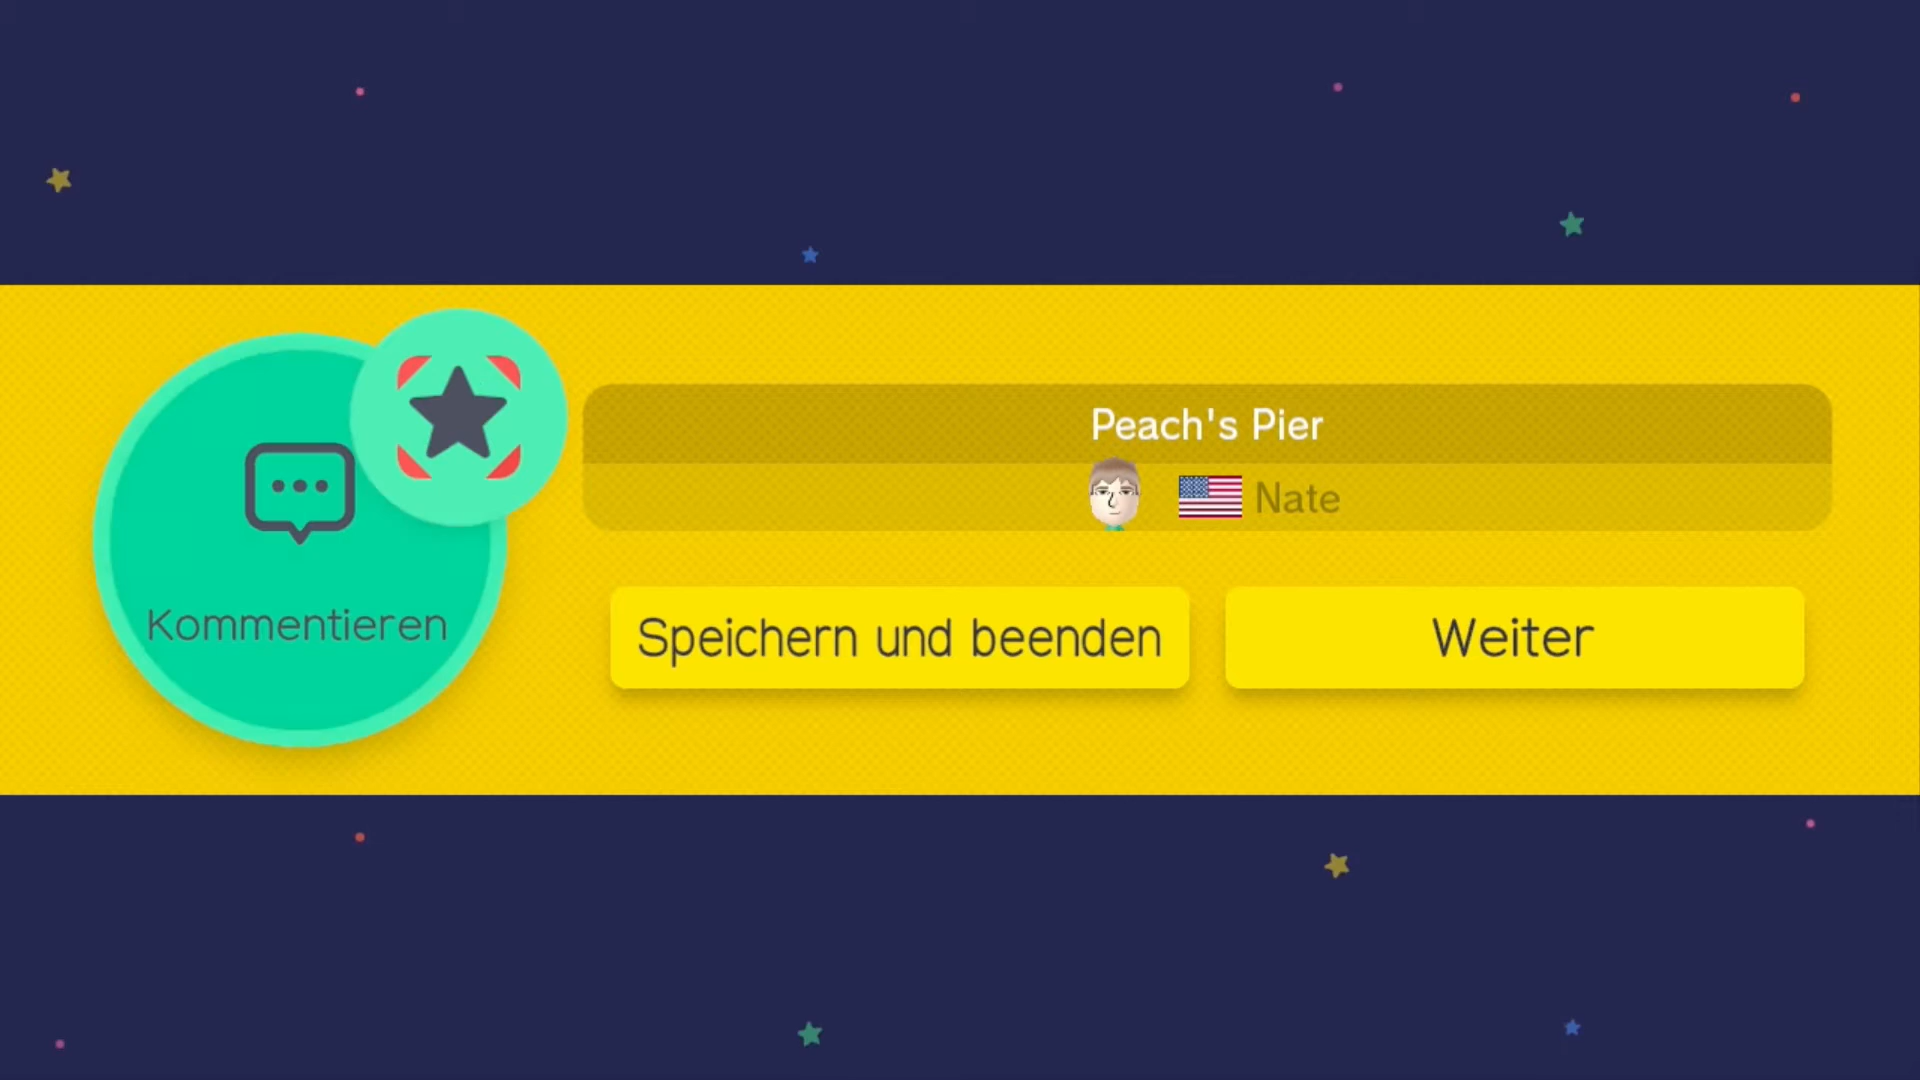 Peach's Pier
Nate
Kommentieren
Speichern und beenden
Weiter